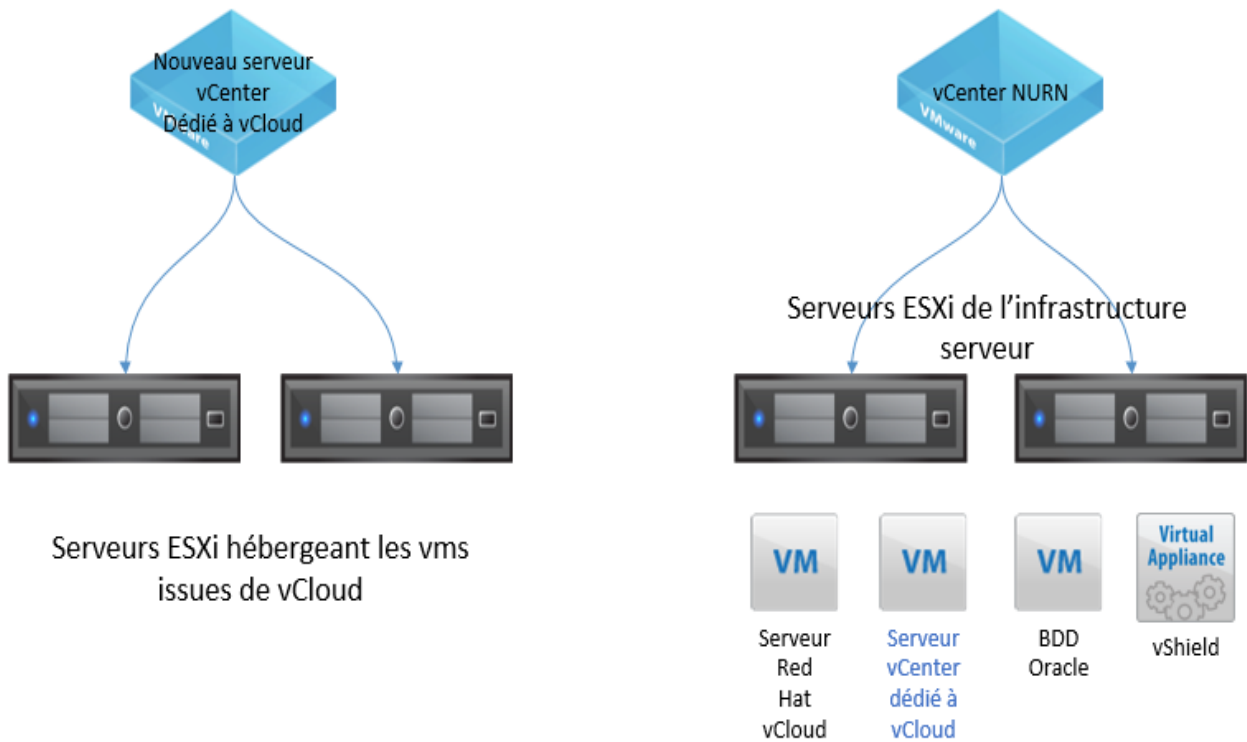 Nouveau serveur
vCenter
Dédié à vCloud
VMware
vCenter NURN
VMware
Serveurs ESXi de l’infrastructure
serveur
Serveurs ESXi hébergeant les vms
issues de vCloud
VM
Serveur
Red
Hat
vCloud
VM
Serveur
vCenter
dédié à
vCloud
VM
BDD
Oracle
Virtual
Appliance
vShield